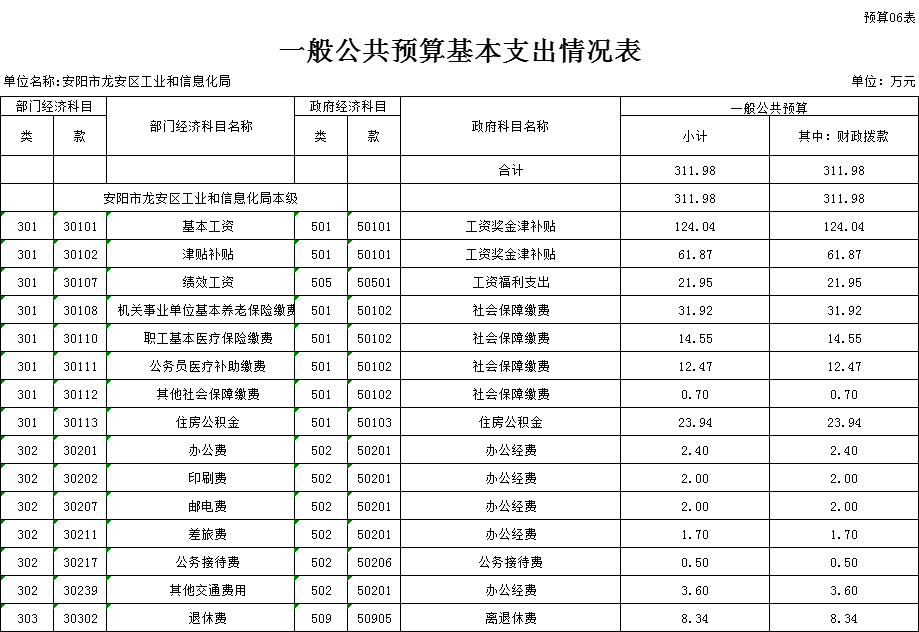 预算06表
一般公共预算基本支出情况表
单位名称:安阳市龙安区工业和信息化局 单位：万元
部门经济科目 部门经济科目名称 政府经济科目 政府科目名称 一般公共预算
类 款 类 款 小计 其中：财政拨款
合计 311.98 311.98
安阳市龙安区工业和信息化局本级 311.98 311.98
301 30101 基本工资 501 50101 工资奖金津补贴 124.04 124.04
301 30102 津贴补贴 501 50101 工资奖金津补贴 61.87 61.87
301 30107 绩效工资 505 50501 工资福利支出 21.95 21.95
301 30108 机关事业单位基本养老保险缴费 501 50102 社会保障缴费 31.92 31.92
301 30110 职工基本医疗保险缴费 501 50102 社会保障缴费 14.55 14.55
301 30111 公务员医疗补助缴费 501 50102 社会保障缴费 12.47 12.47
301 30112 其他社会保障缴费 501 50102 社会保障缴费 0.70 0.70
301 30113 住房公积金 501 50103 住房公积金 23.94 23.94
302 30201 办公费 502 50201 办公经费 2.40 2.40
302 30202 印刷费 502 50201 办公经费 2.00 2.00
302 30207 邮电费 502 50201 办公经费 2.00 2.00
302 30211 差旅费 502 50201 办公经费 1.70 1.70
302 30217 公务接待费 502 50206 公务接待费 0.50 0.50
302 30239 其他交通费用 502 50201 办公经费 3.60 3.60
303 30302 退休费 509 50905 离退休费 8.34 8.34